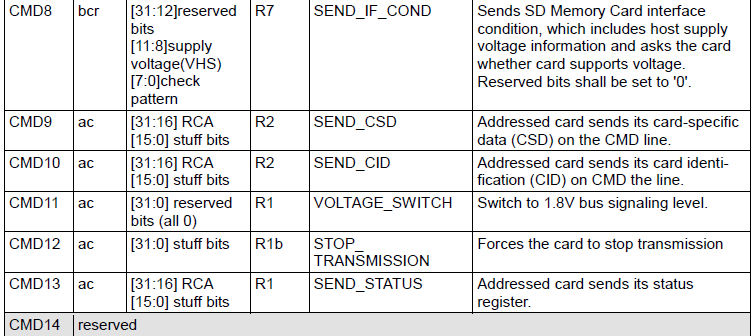 CMD8 bcr [31:12]reserved bits [11:8]supply voltage(VHS) [7:0]check pattern R7 SEND_IF_COND Sends SD Memory Card interface condition, which includes host supply voltage information and asks the card whether card supports voltage. Reserved bits shall be set to '0'.
CMD9 ac [31:16] RCA [15:0] stuff bits R2 SEND_CSD Addressed card sends its card-specific data (CSD) on the CMD line.
CMD10 ac [31:16] RCA [15:0] stuff bits R2 SEND_CID Addressed card sends its card identi-fication (CID) on CMD the line.
CMD11 ac [31:0] reserved bits (all 0) R1 VOLTAGE_SWITCH Switch to 1.8V bus signaling level.
CMD12 ac [31:0] stuff bits R1b STOP_ TRANSMISSION Forces the card to stop transmission
CMD13 ac [31:16] RCA [15:0] stuff bits R1 SEND_STATUS Addressed card sends its status register.
CMD14 reserved